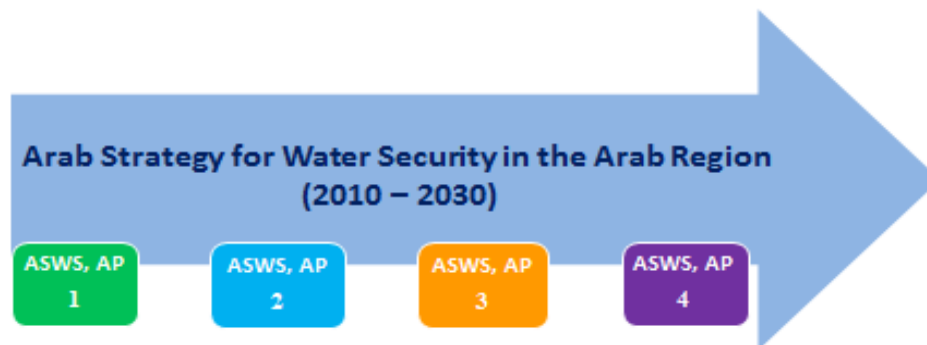 Arab Strategy for Water Security in the Arab Region
(2010 – 2030)
ASWS, AP
1
ASWS, AP
2
ASWS, AP
3
ASWS, AP
4